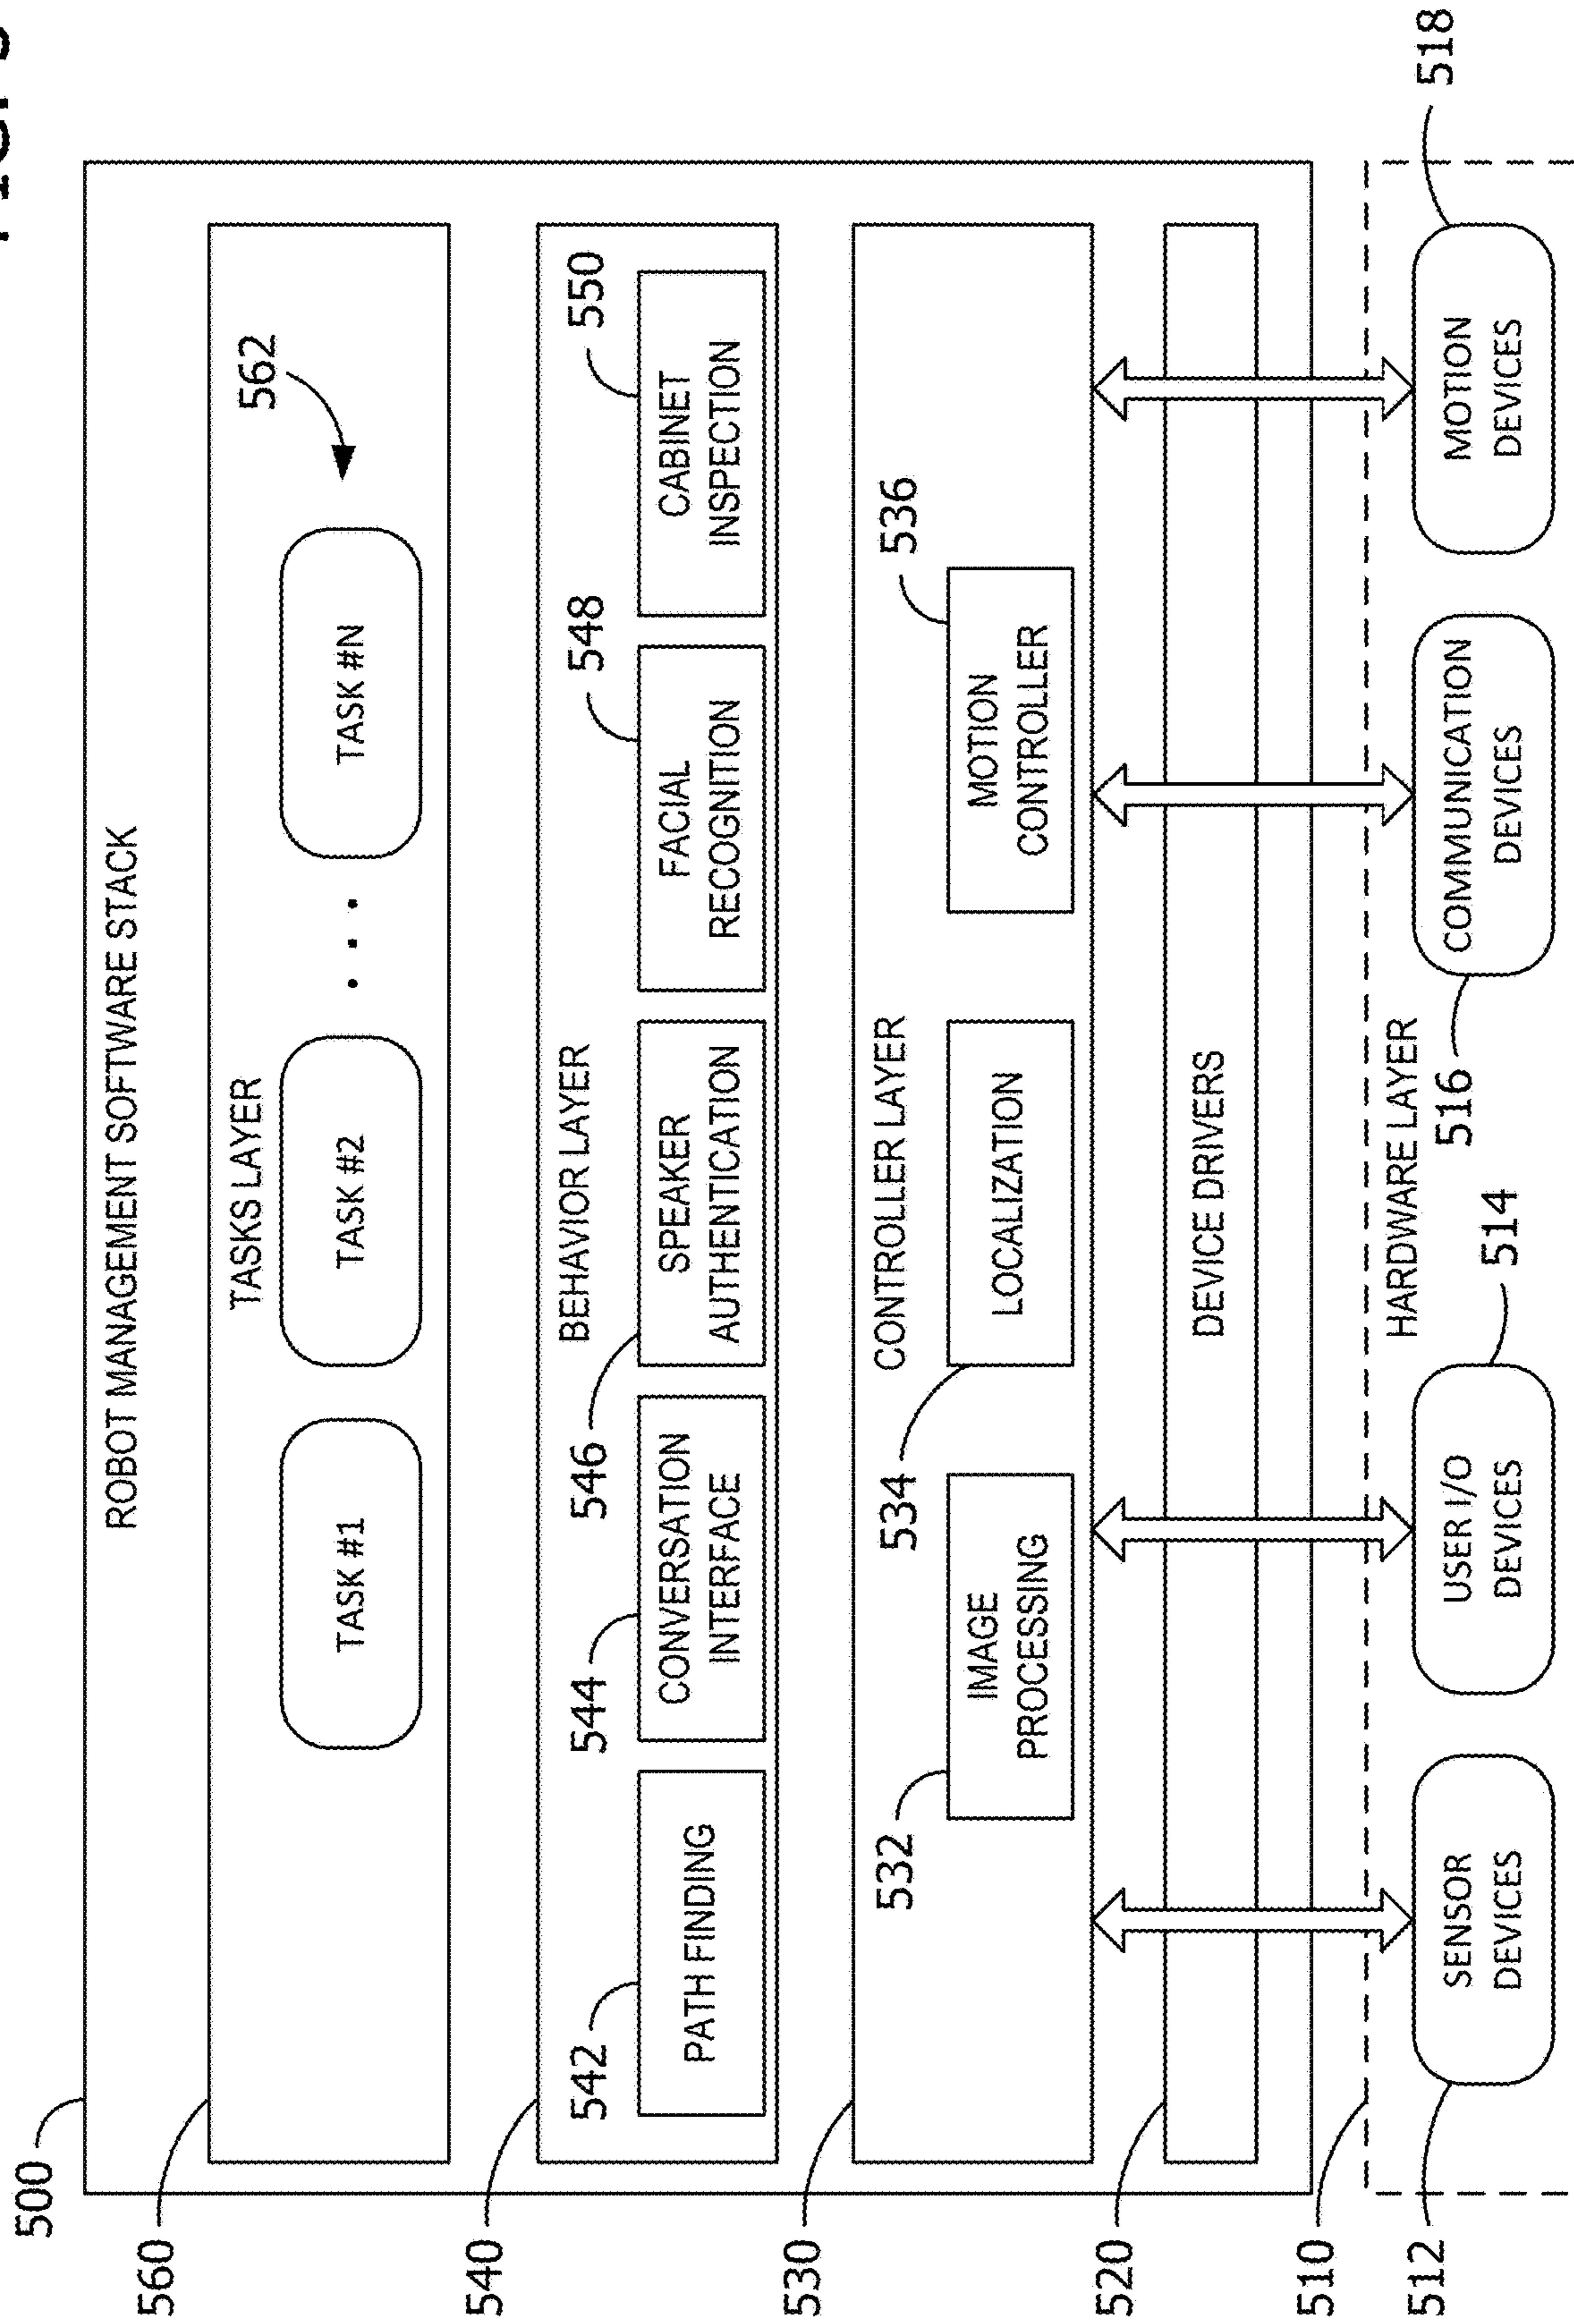 500
ROBOT MANAGEMENT SOFTWARE STACK
560
TASKS LAYER
562
TASK #1
TASK #2
. . .
TASK #N
540
BEHAVIOR LAYER
542
544
546
548
550
PATH FINDING
CONVERSATION
INTERFACE
SPEAKER
AUTHENTICATION
FACIAL
RECOGNITION
CABINET
INSPECTION
530
CONTROLLER LAYER
532
534
536
IMAGE
PROCESSING
LOCALIZATION
MOTION
CONTROLLER
520
DEVICE DRIVERS
510
HARDWARE LAYER
512
514
516
518
SENSOR
DEVICES
USER I/O
DEVICES
COMMUNICATION
DEVICES
MOTION
DEVICES